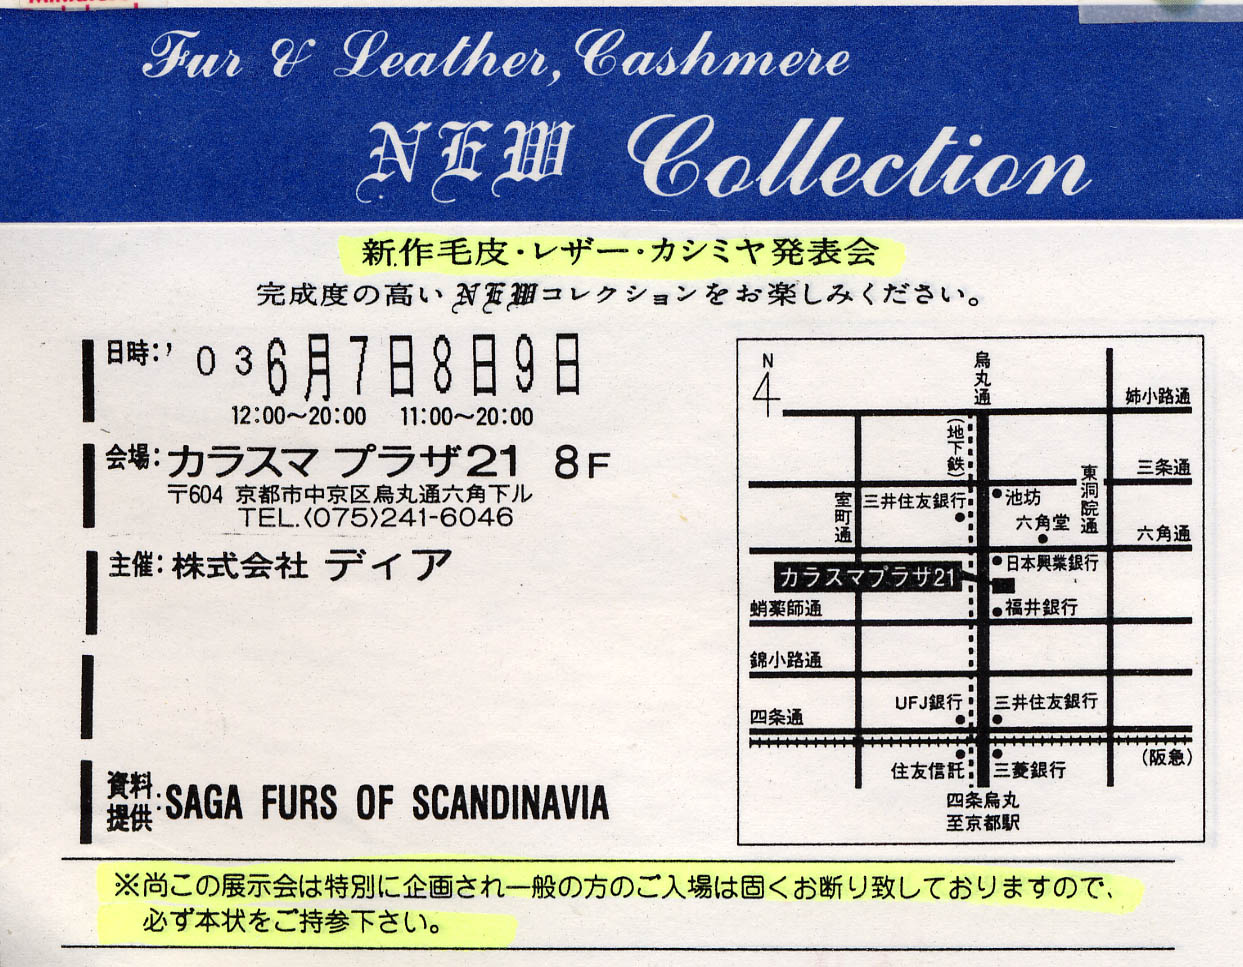 Fur & Leather, Cashmere
NEW Collection
新作毛皮・レザー・カシミヤ発表会
完成度の高いNEWコレクションをお楽しみください。
日時:'03 6月7日8日9日
12:00〜20:00 11:00〜20:00
会場:カラスマ プラザ21 8F
〒604 京都市中京区烏丸通六角下ル
TEL.〈075〉241-6046
主催:株式会社 ディア
資料提供:SAGA FURS OF SCANDINAVIA
N
烏丸通
姉小路通
(地下鉄)
三条通
東洞院通
室町通
三井住友銀行
池坊
六角堂
六角通
日本興業銀行
カラスマプラザ21
蛸薬師通
福井銀行
錦小路通
UFJ銀行
三井住友銀行
四条通
(阪急)
住友信託
三菱銀行
四条烏丸
至京都駅
※尚この展示会は特別に企画され一般の方のご入場は固くお断り致しておりますので、
必ず本状をご持参下さい。